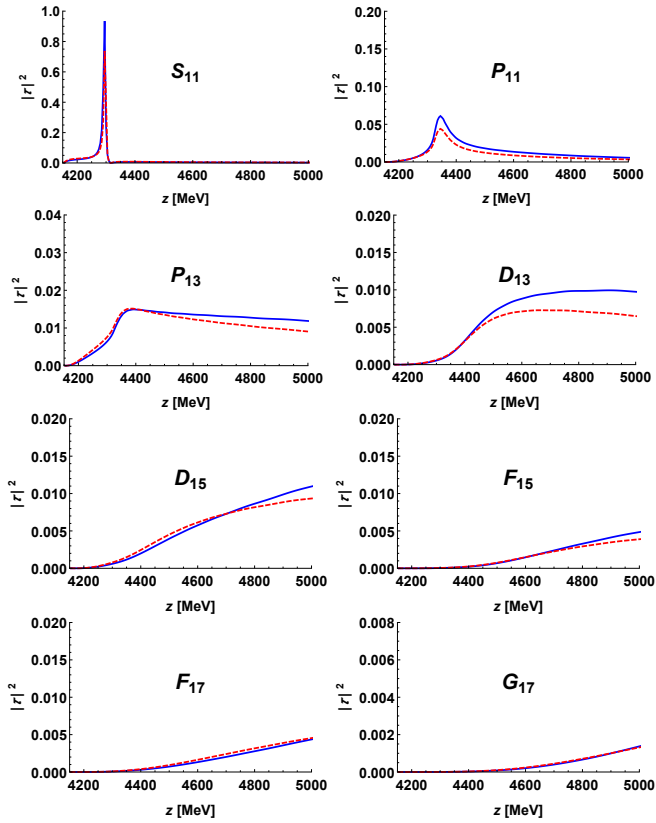 1.0
0.8
0.6
0.4
0.2
0.0
|τ|²
S₁₁
4200 4400 4600 4800 5000
z [MeV]
0.20
0.15
0.10
0.05
0.00
|τ|²
P₁₁
4200 4400 4600 4800 5000
z [MeV]
0.04
0.03
0.02
0.01
0.00
|τ|²
P₁₃
4200 4400 4600 4800 5000
z [MeV]
0.020
0.015
0.010
0.005
0.000
|τ|²
D₁₃
4200 4400 4600 4800 5000
z [MeV]
0.020
0.015
0.010
0.005
0.000
|τ|²
D₁₅
4200 4400 4600 4800 5000
z [MeV]
0.020
0.015
0.010
0.005
0.000
|τ|²
F₁₅
4200 4400 4600 4800 5000
z [MeV]
0.020
0.015
0.010
0.005
0.000
|τ|²
F₁₇
4200 4400 4600 4800 5000
z [MeV]
0.008
0.006
0.004
0.002
0.000
|τ|²
G₁₇
4200 4400 4600 4800 5000
z [MeV]